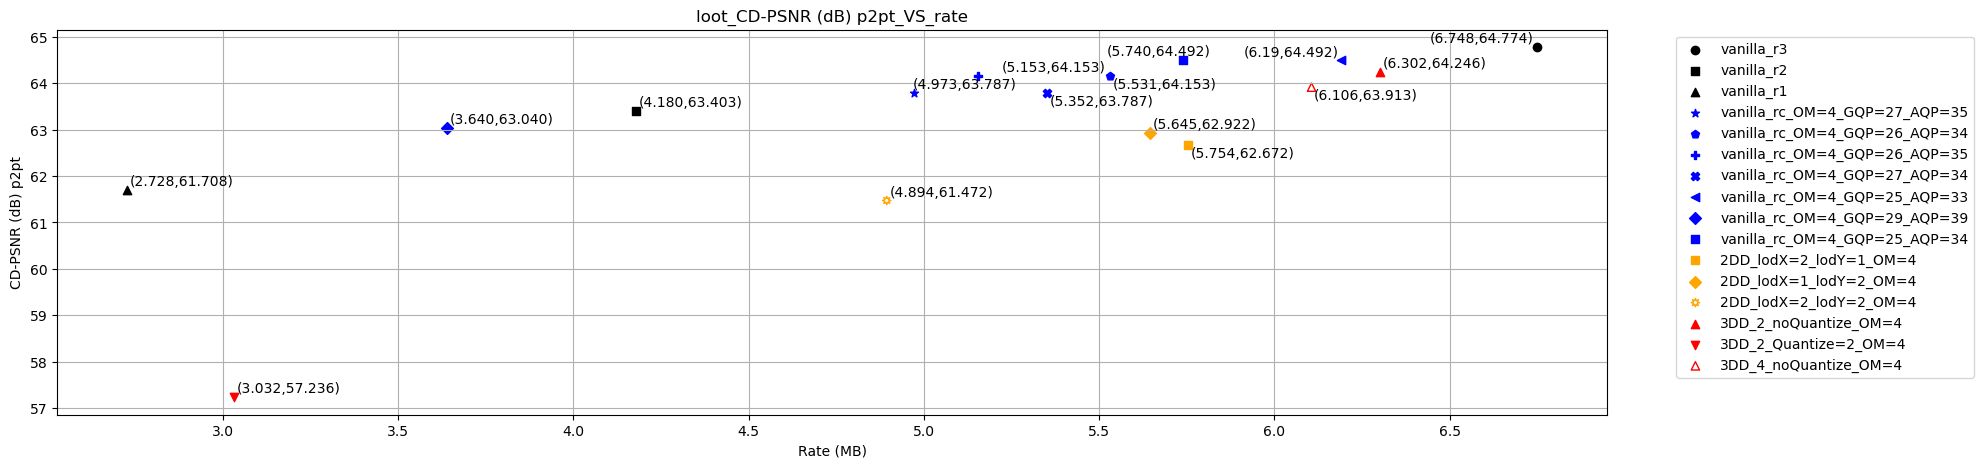 loot_CD-PSNR (dB) p2pt_VS_rate
CD-PSNR (dB) p2pt
65
64
63
62
61
60
59
58
57
(6.748,64.774)
(5.740,64.492)
(6.19,64.492)
(5.153,64.153)
(6.302,64.246)
(4.973,63.787)
(5.531,64.153)
(5.352,63.787)
(6.106,63.913)
(4.180,63.403)
(3.640,63.040)
(5.645,62.922)
(5.754,62.672)
(2.728,61.708)
(4.894,61.472)
(3.032,57.236)
3.0
3.5
4.0
4.5
5.0
5.5
6.0
6.5
Rate (MB)
vanilla_r3
vanilla_r2
vanilla_r1
vanilla_rc_OM=4_GQP=27_AQP=35
vanilla_rc_OM=4_GQP=26_AQP=34
vanilla_rc_OM=4_GQP=26_AQP=35
vanilla_rc_OM=4_GQP=27_AQP=34
vanilla_rc_OM=4_GQP=25_AQP=33
vanilla_rc_OM=4_GQP=29_AQP=39
vanilla_rc_OM=4_GQP=25_AQP=34
2DD_lodX=2_lodY=1_OM=4
2DD_lodX=1_lodY=2_OM=4
2DD_lodX=2_lodY=2_OM=4
3DD_2_noQuantize_OM=4
3DD_2_Quantize=2_OM=4
3DD_4_noQuantize_OM=4